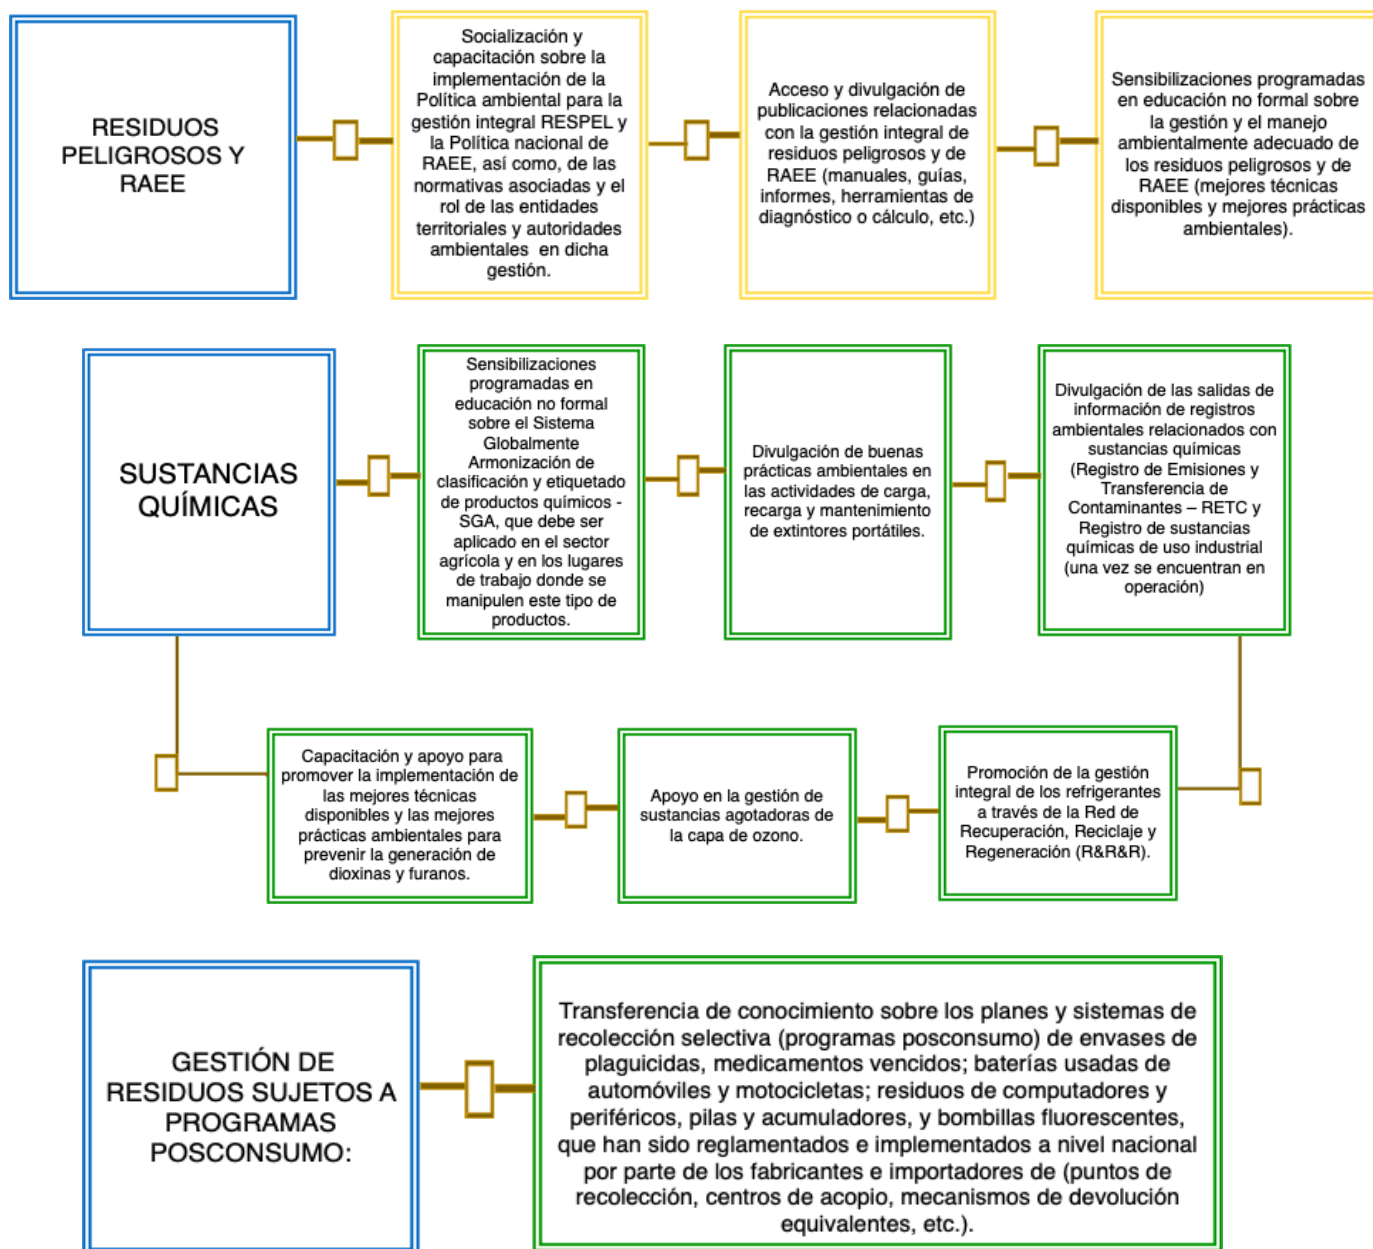 RESIDUOS
PELIGROSOS Y
RAEE
Socialización y
capacitación sobre la
implementación de la
Política ambiental para la
gestión integral RESPEL y
la Política nacional de
RAEE, así como, de las
normativas asociadas y el
rol de las entidades
territoriales y autoridades
ambientales en dicha
gestión.
Acceso y divulgación de
publicaciones relacionadas
con la gestión integral de
residuos peligrosos y de
RAEE (manuales, guías,
informes, herramientas de
diagnóstico o cálculo, etc.)
Sensibilizaciones programadas
en educación no formal sobre
la gestión y el manejo
ambientalmente adecuado de
los residuos peligrosos y de
RAEE (mejores técnicas
disponibles y mejores prácticas
ambientales).
SUSTANCIAS
QUÍMICAS
Sensibilizaciones
programadas en
educación no formal
sobre el Sistema
Globalmente
Armonización de
clasificación y etiquetado
de productos químicos -
SGA, que debe ser
aplicado en el sector
agrícola y en los lugares
de trabajo donde se
manipulen este tipo de
productos.
Divulgación de buenas
prácticas ambientales en
las actividades de carga,
recarga y mantenimiento
de extintores portátiles.
Divulgación de las salidas de
información de registros
ambientales relacionados con
sustancias químicas
(Registro de Emisiones y
Transferencia de
Contaminantes – RETC y
Registro de sustancias
químicas de uso industrial
(una vez se encuentran en
operación)
Capacitación y apoyo para
promover la implementación de
las mejores técnicas
disponibles y las mejores
prácticas ambientales para
prevenir la generación de
dioxinas y furanos.
Apoyo en la gestión de
sustancias agotadoras de
la capa de ozono.
Promoción de la gestión
integral de los refrigerantes
a través de la Red de
Recuperación, Reciclaje y
Regeneración (R&R&R).
GESTIÓN DE
RESIDUOS SUJETOS A
PROGRAMAS
POSCONSUMO:
Transferencia de conocimiento sobre los planes y sistemas de
recolección selectiva (programas posconsumo) de envases de
plaguicidas, medicamentos vencidos; baterías usadas de
automóviles y motocicletas; residuos de computadores y
periféricos, pilas y acumuladores, y bombillas fluorescentes,
que han sido reglamentados e implementados a nivel nacional
por parte de los fabricantes e importadores de (puntos de
recolección, centros de acopio, mecanismos de devolución
equivalentes, etc.).